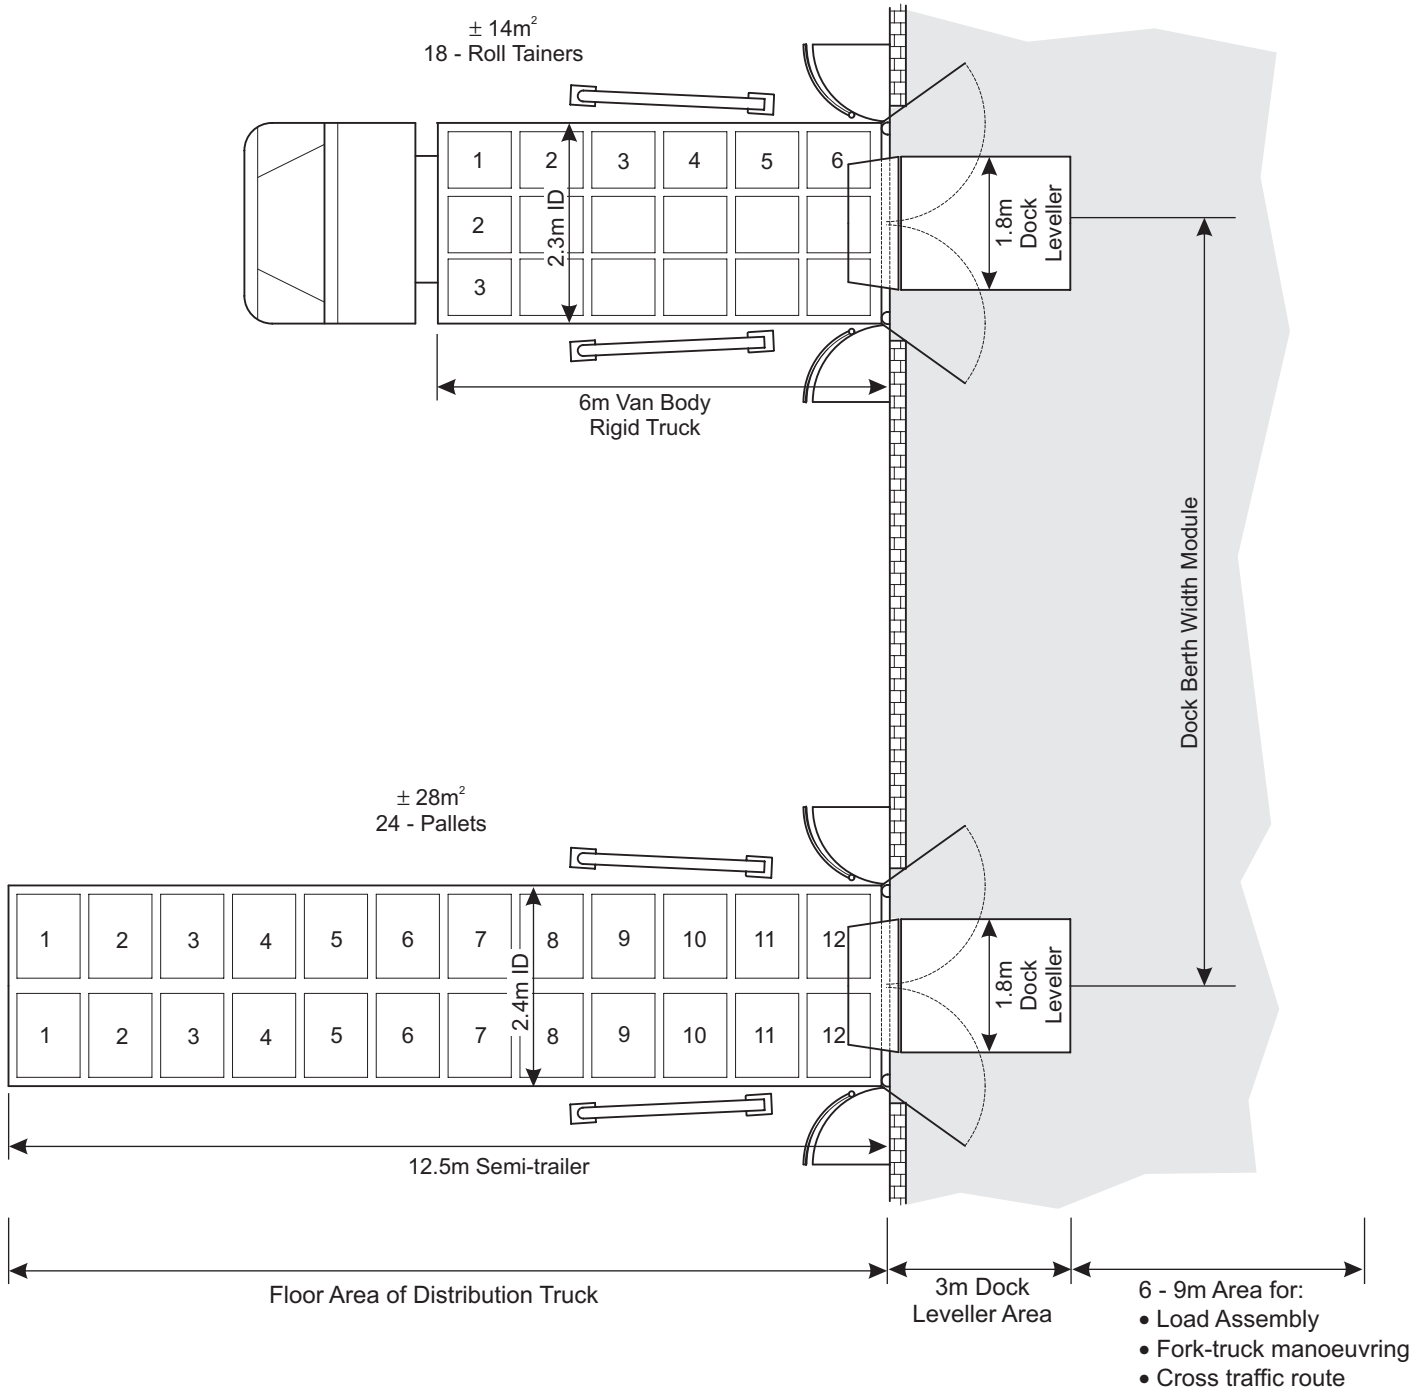 ± 14m²
18 - Roll Tainers
1 2 3 4 5 6
2
3
2.3m ID
1.8m
Dock
Leveller
6m Van Body
Rigid Truck
Dock Berth Width Module
± 28m²
24 - Pallets
1 2 3 4 5 6 7 8 9 10 11 12
1 2 3 4 5 6 7 8 9 10 11 12
2.4m ID
1.8m
Dock
Leveller
12.5m Semi-trailer
Floor Area of Distribution Truck
3m Dock
Leveller Area
6 - 9m Area for:
• Load Assembly
• Fork-truck manoeuvring
• Cross traffic route